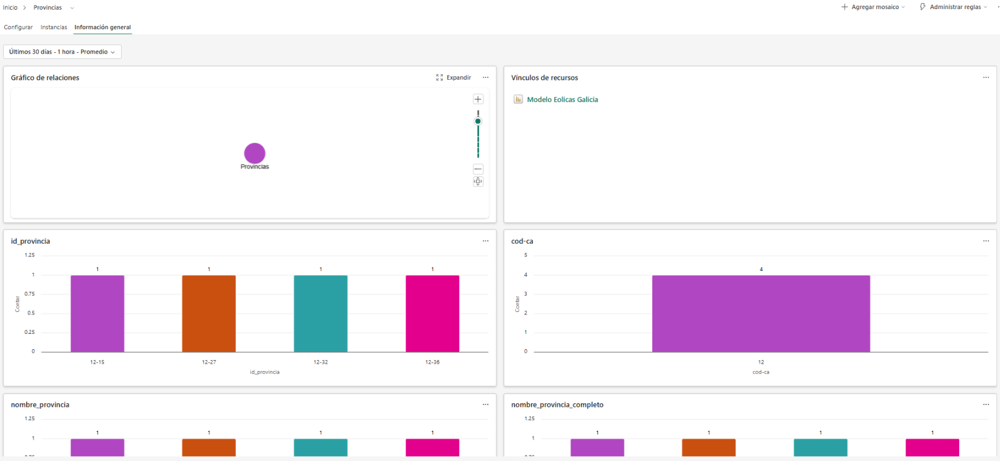 Inicio > Provincias
Agregar mosaico
Administrar reglas
Configurar Instancias Información general
Últimos 30 días - 1 hora - Promedio
Gráfico de relaciones
Expandir
Provincias
Vínculos de recursos
Modelo Eolicas Galicia
id_provincia
1.25
1
0.75
0.5
0.25
0
Contar
1 1 1 1
12-15 12-27 12-32 12-36
id_provincia
cod-ca
5
4
3
2
1
0
Contar
4
12
cod-ca
nombre_provincia
1.25
1
1 1 1 1
nombre_provincia_completo
1.25
1
1 1 1 1